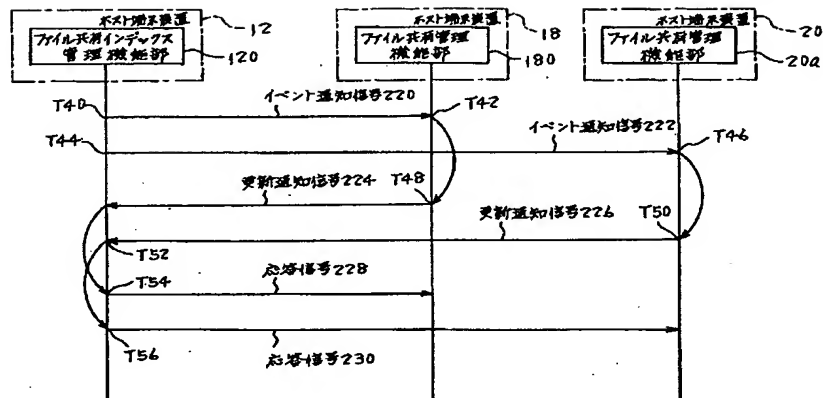 ホスト端末装置
12
ファイル共有インデックス
管理機能部
120
ホスト端末装置
18
ファイル共有管理
機能部
180
ホスト端末装置
20
ファイル共有管理
機能部
20a
T40
イベント通知信号220
T42
T44
イベント通知信号222
T46
更新通知信号224
T48
更新通知信号226
T50
T52
T54
応答信号228
T56
応答信号230